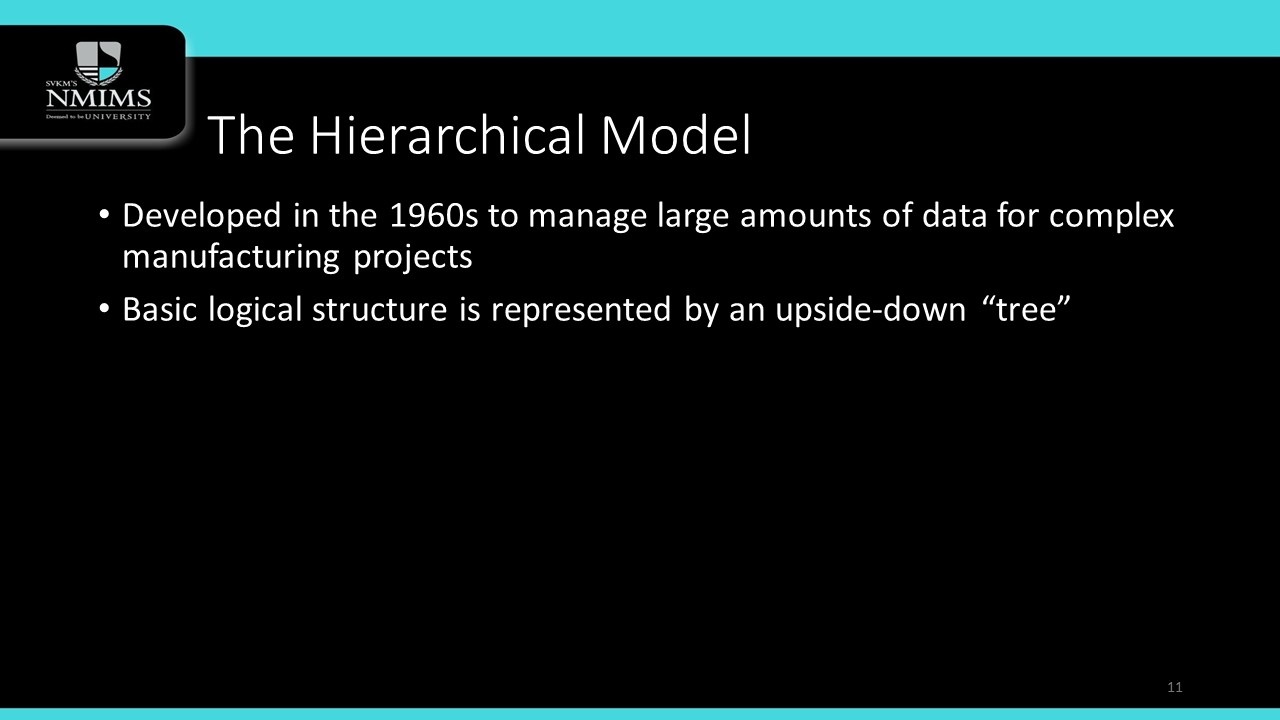 SVKM'S
NMIMS
Deemed to be UNIVERSITY
The Hierarchical Model
• Developed in the 1960s to manage large amounts of data for complex
manufacturing projects
• Basic logical structure is represented by an upside-down “tree”
11